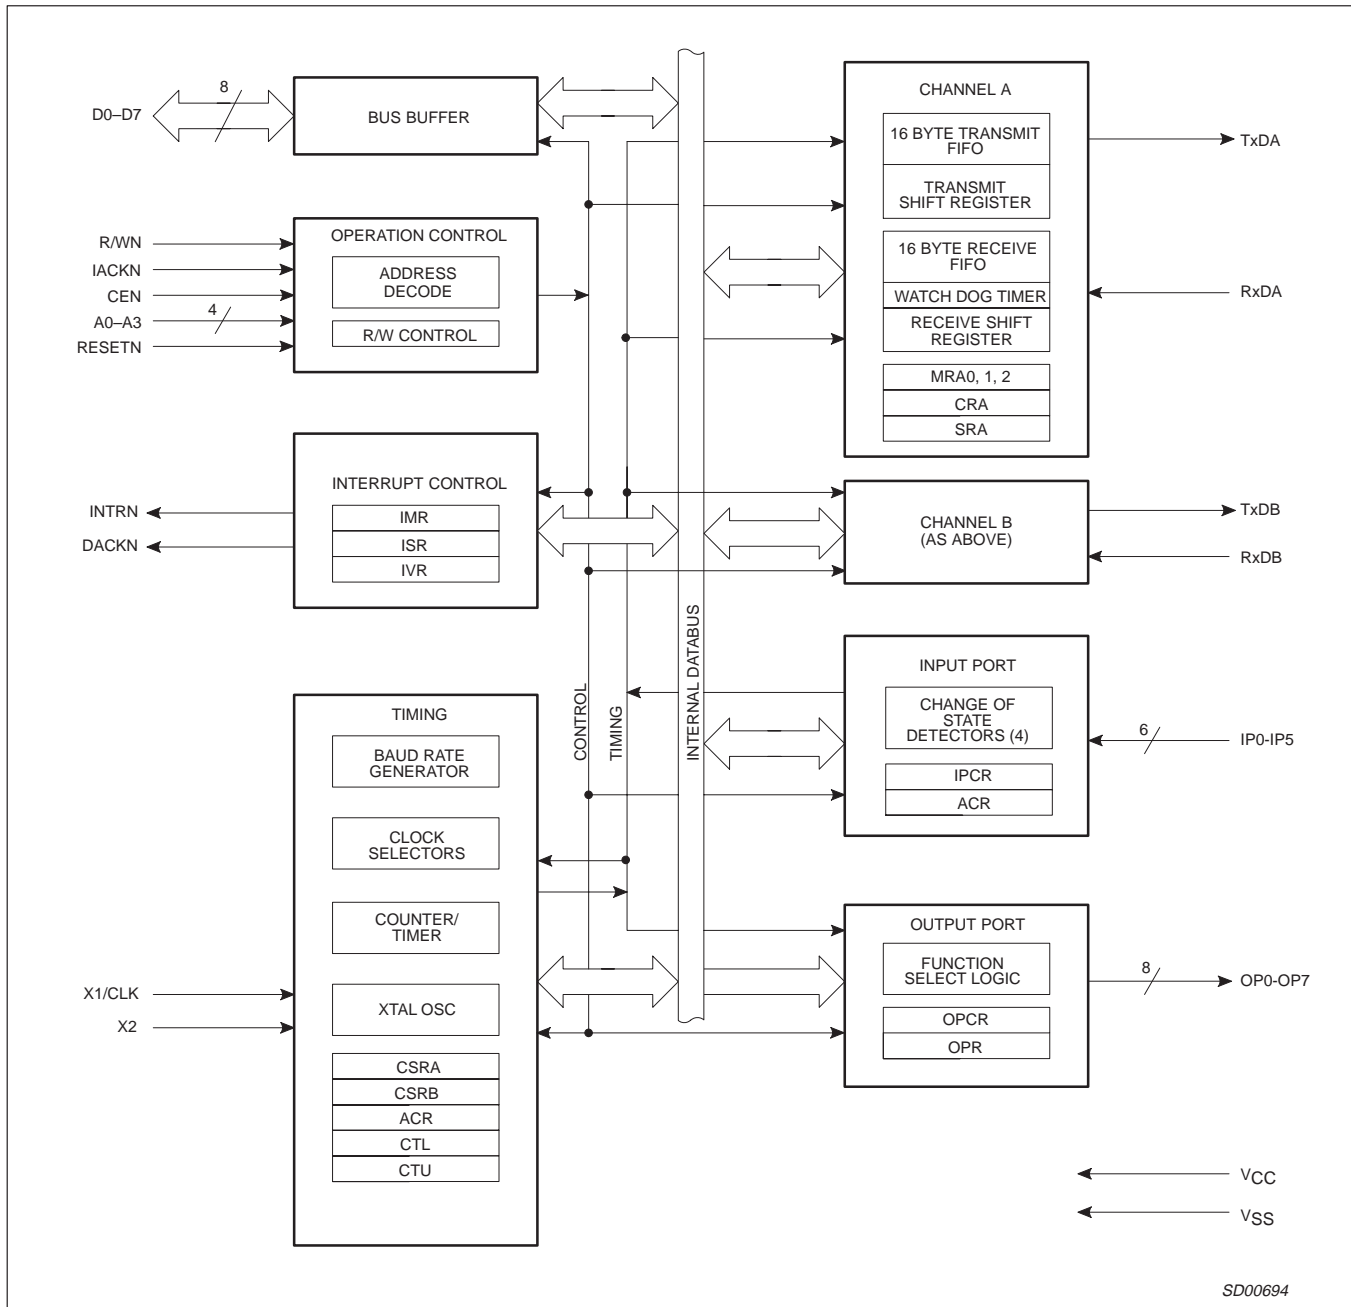 D0–D7
8
BUS BUFFER
R/WN
IACKN
CEN
A0–A3
4
RESETN
OPERATION CONTROL
ADDRESS
DECODE
R/W CONTROL
INTRN
DACKN
INTERRUPT CONTROL
IMR
ISR
IVR
TIMING
BAUD RATE
GENERATOR
CLOCK
SELECTORS
COUNTER/
TIMER
XTAL OSC
CSRA
CSRB
ACR
CTL
CTU
X1/CLK
X2
CONTROL
TIMING
INTERNAL DATABUS
CHANNEL A
16 BYTE TRANSMIT
FIFO
TRANSMIT
SHIFT REGISTER
16 BYTE RECEIVE
FIFO
WATCH DOG TIMER
RECEIVE SHIFT
REGISTER
MRA0, 1, 2
CRA
SRA
TxDA
RxDA
CHANNEL B
(AS ABOVE)
TxDB
RxDB
INPUT PORT
CHANGE OF
STATE
DETECTORS (4)
IPCR
ACR
6
IP0-IP5
OUTPUT PORT
FUNCTION
SELECT LOGIC
OPCR
OPR
8
OP0-OP7
VCC
VSS
SD00694